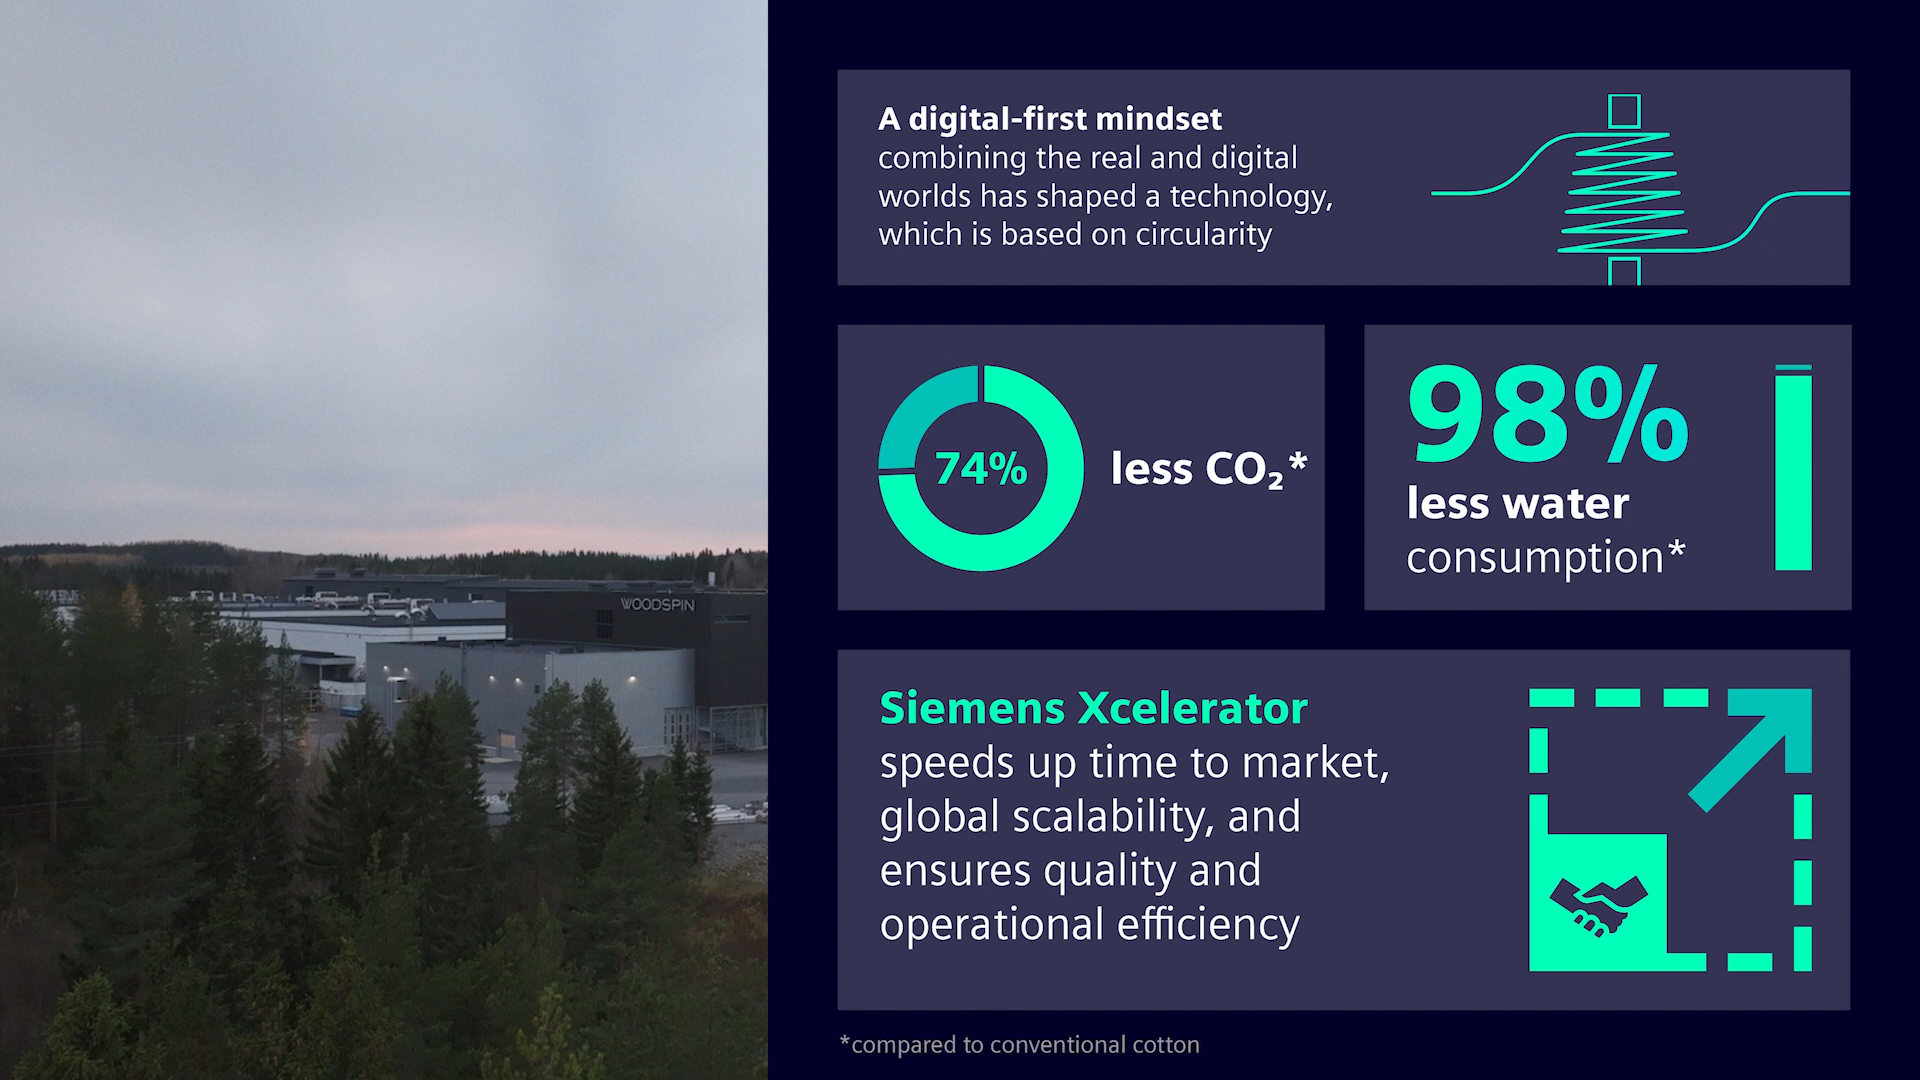 WOODSPIN
A digital-first mindset
combining the real and digital
worlds has shaped a technology,
which is based on circularity
74%
less CO₂*
98%
less water
consumption*
Siemens Xcelerator
speeds up time to market,
global scalability, and
ensures quality and
operational efficiency
*compared to conventional cotton